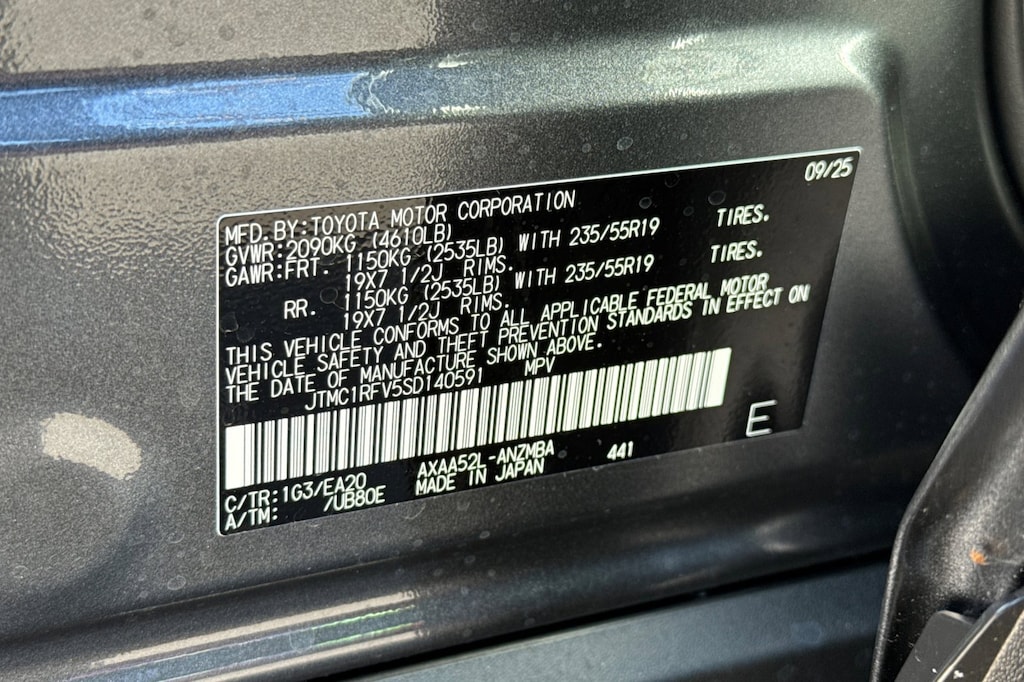 09/25
MFD. BY:TOYOTA MOTOR CORPORATION
GVWR:2090KG (4610LB)
GAWR:FRT. 1150KG (2535LB) WITH 235/55R19 TIRES.
19X7 1/2J RIMS.
RR. 1150KG (2535LB) WITH 235/55R19 TIRES.
19X7 1/2J RIMS.
THIS VEHICLE CONFORMS TO ALL APPLICABLE FEDERAL MOTOR
VEHICLE SAFETY AND THEFT PREVENTION STANDARDS IN EFFECT ON
THE DATE OF MANUFACTURE SHOWN ABOVE.
JTMC1RFV5SD140591 MPV
E
C/TR:1G3/EA20 AXAA52L-ANZMBA 441
A/TM: /UB80E MADE IN JAPAN